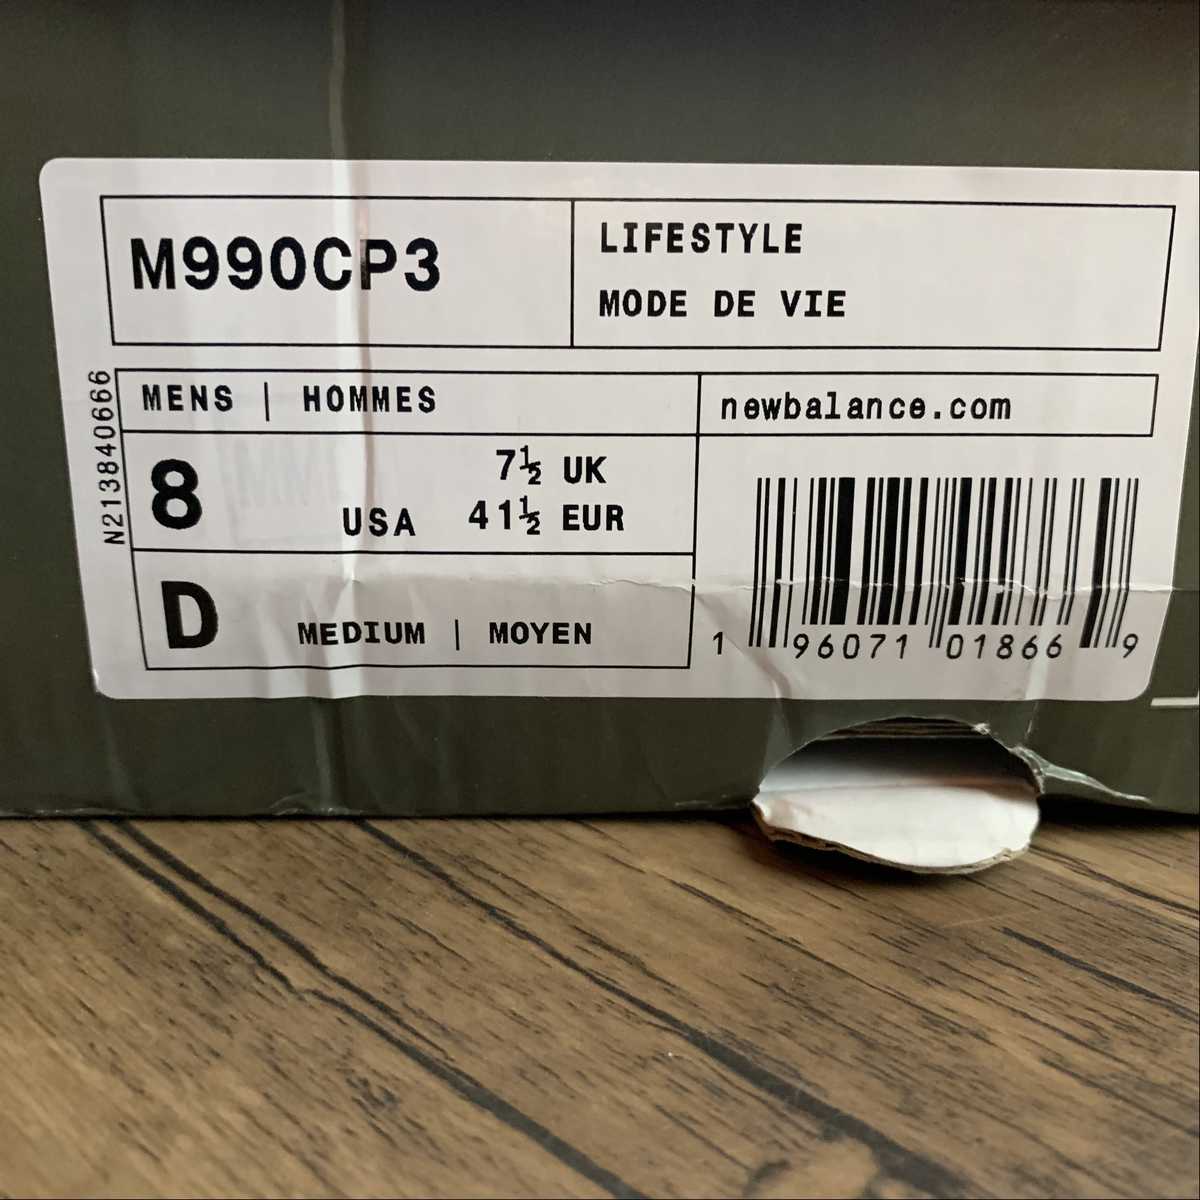 M990CP3
LIFESTYLE
MODE DE VIE
N213840666
MENS | HOMMES
newbalance.com
8 USA
7½ UK
41½ EUR
D MEDIUM | MOYEN
1 96071 01866 9